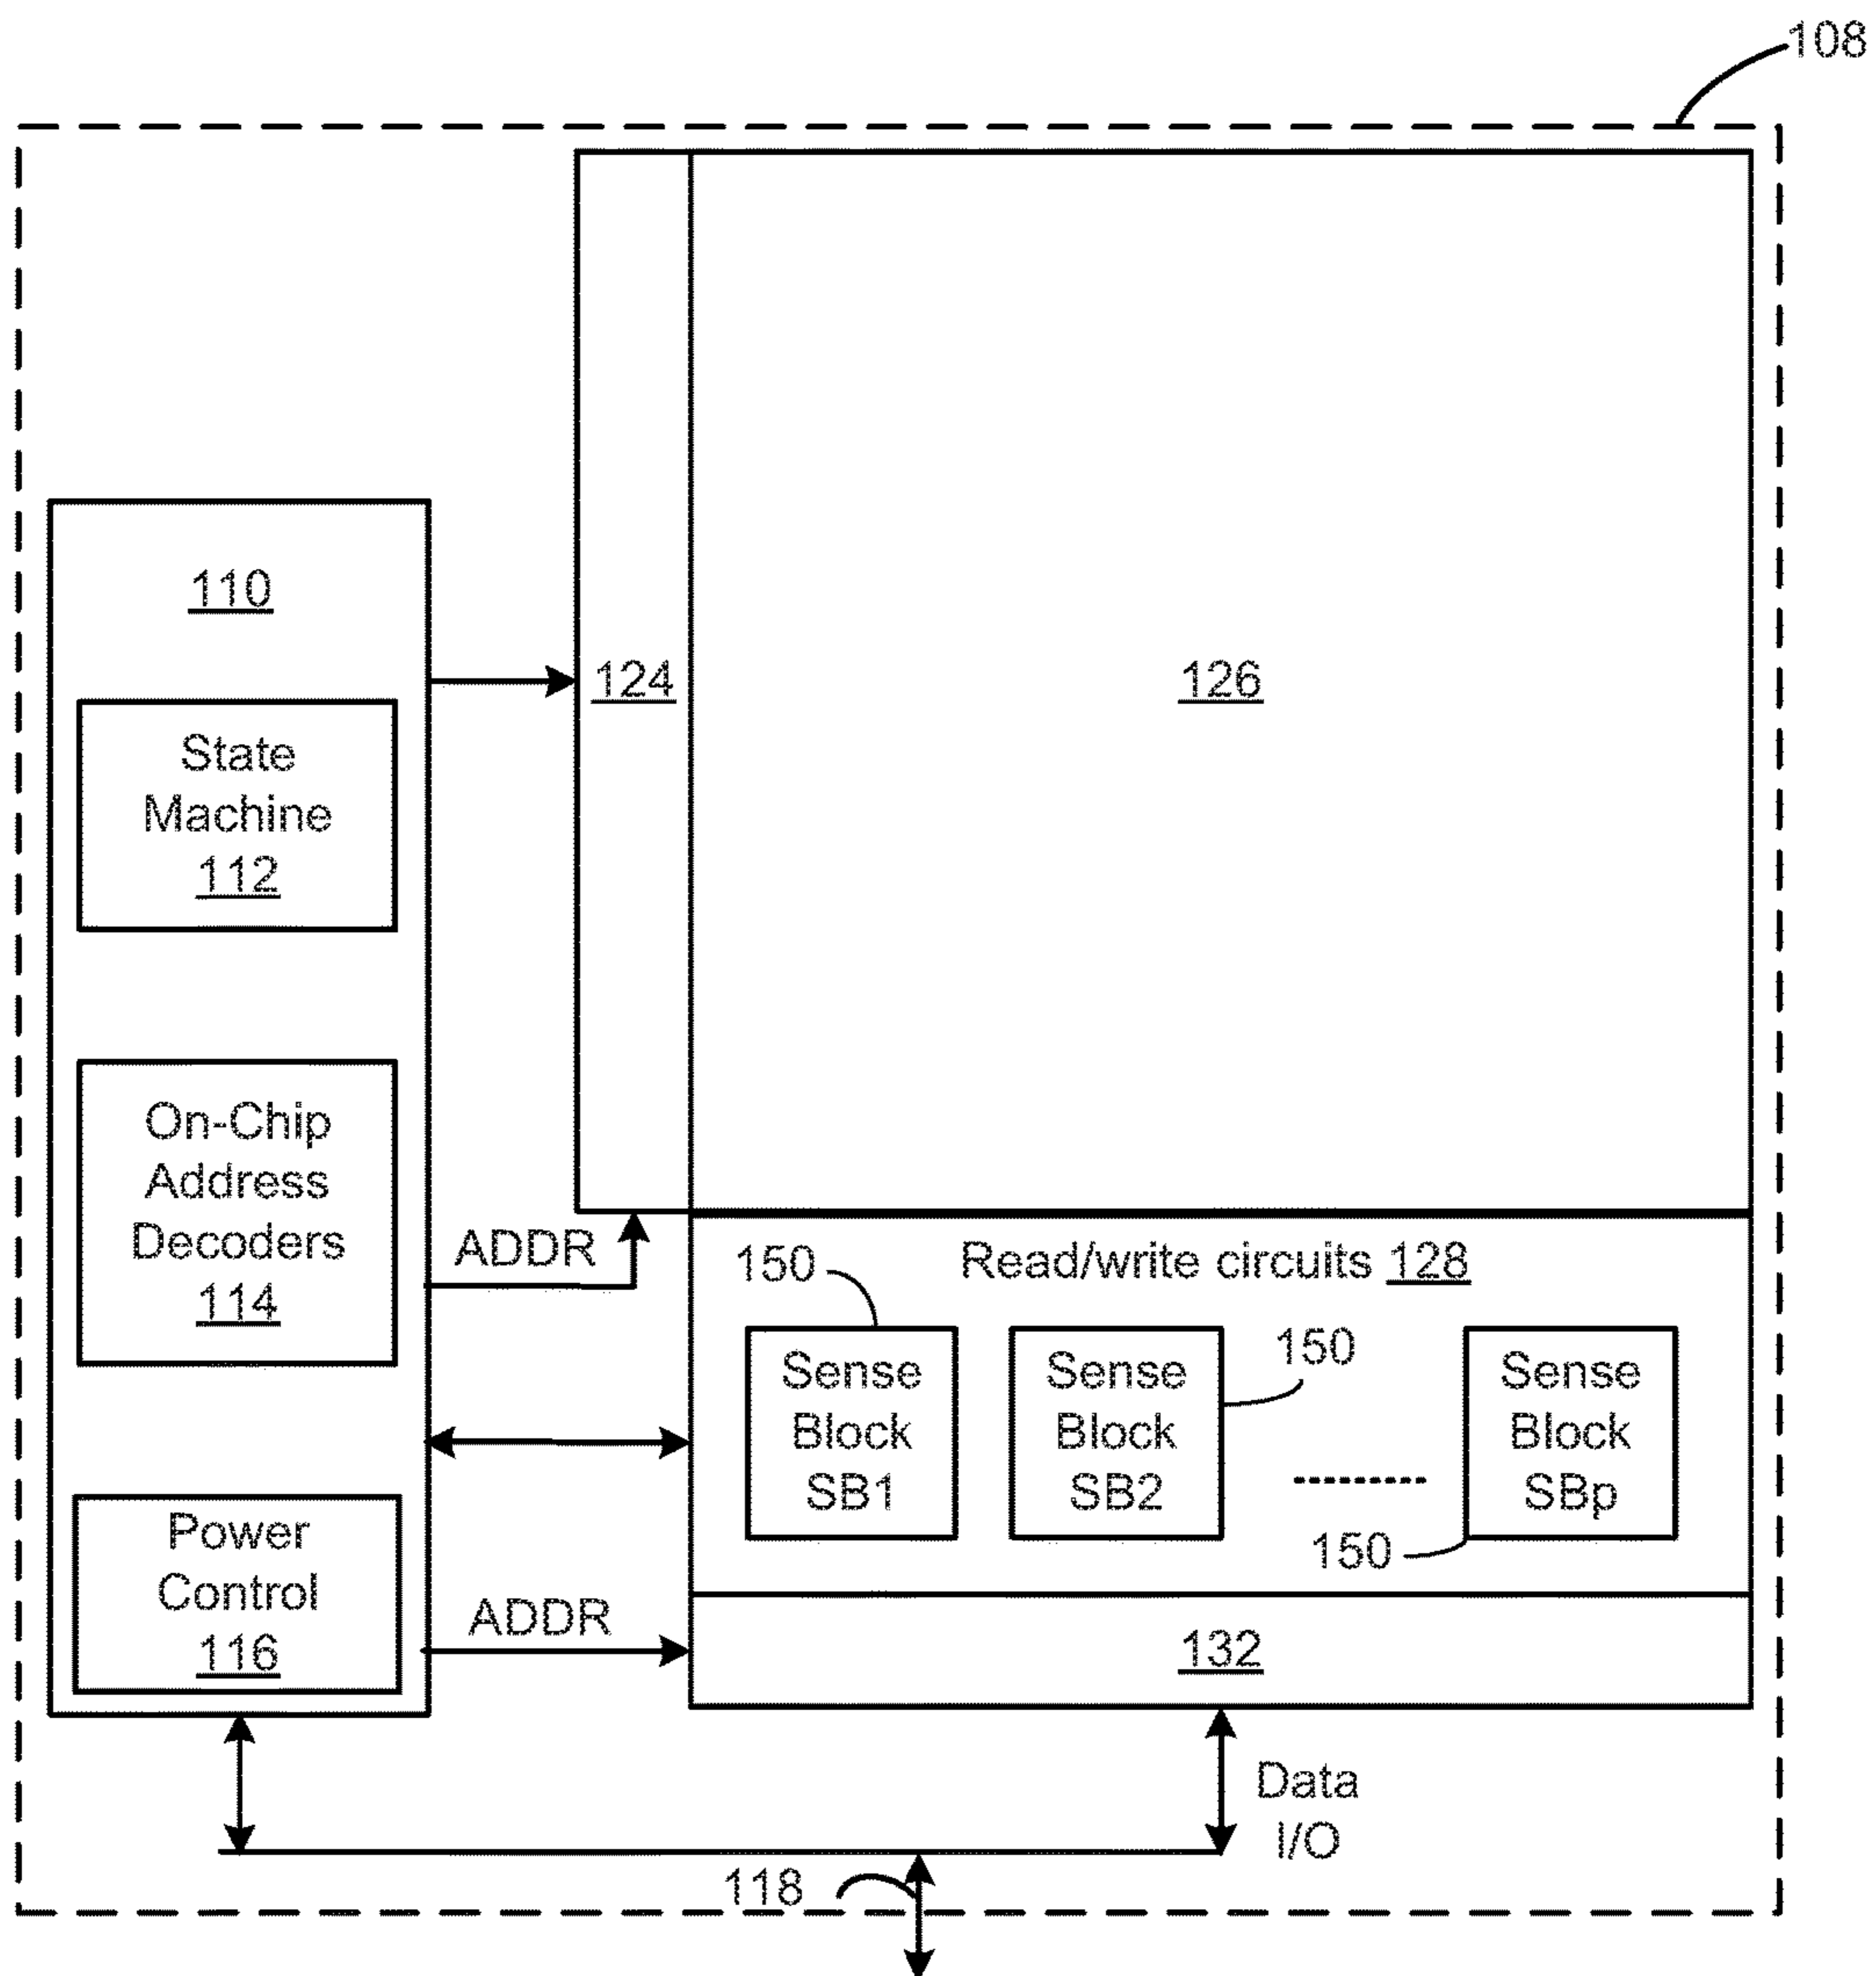 108
110
124
126
State
Machine
112
On-Chip
Address
Decoders
114
ADDR
150
Read/write circuits 128
150
Sense
Block
SB1
Sense
Block
SB2
Sense
Block
SBp
150
Power
Control
116
ADDR
132
Data
I/O
118